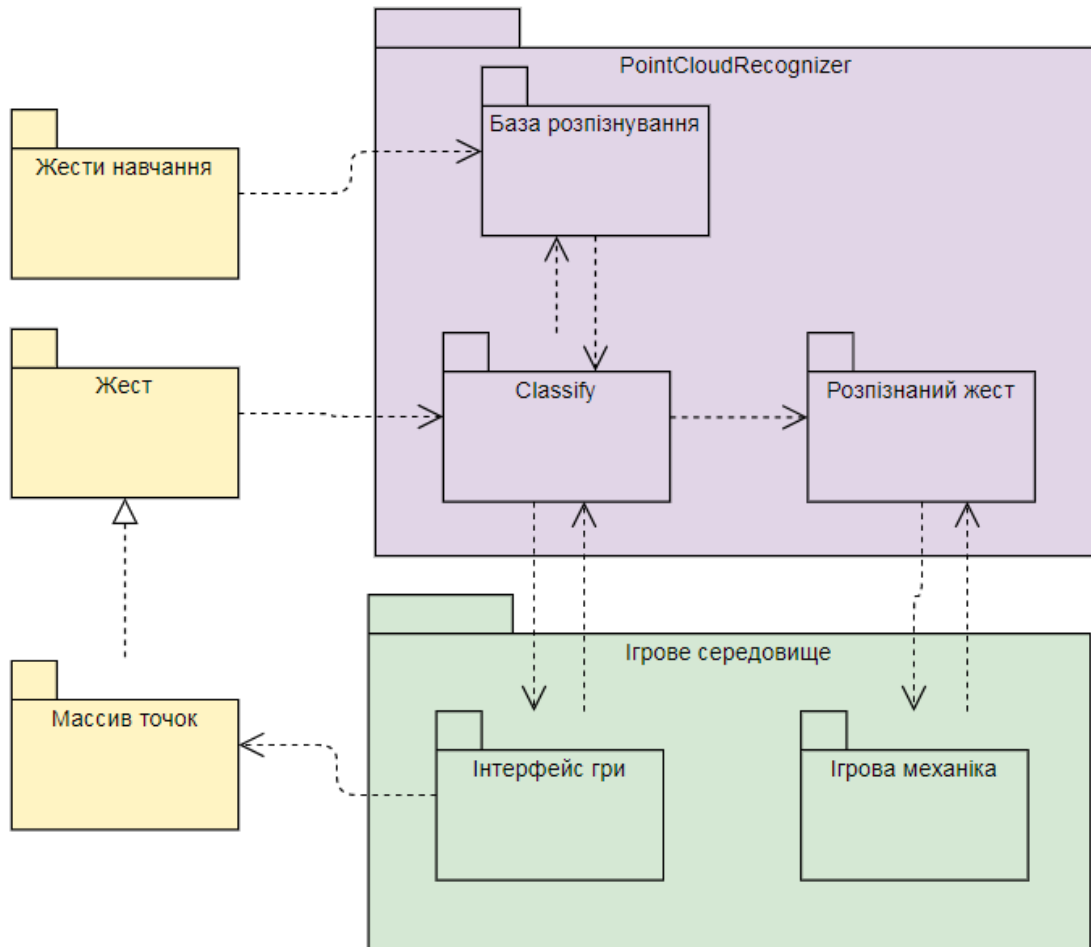 PointCloudRecognizer
База розпізнування
Жести навчання
Жест
Classify
Розпізнаний жест
Ігрове середовище
Массив точок
Інтерфейс гри
Ігрова механіка